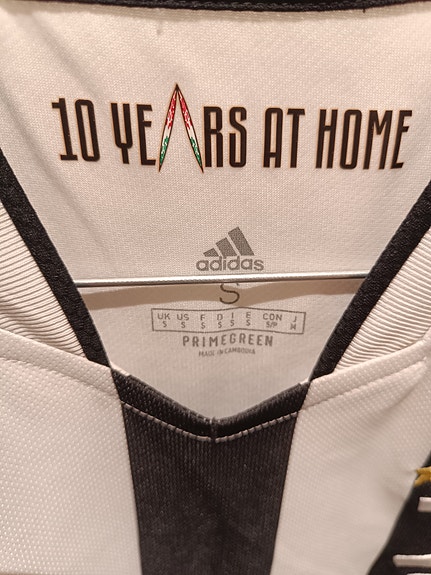 10 YEARS AT HOME
adidas
S
UK US F D I E CON J
S S S S S S S/P M
PRIMEGREEN
MADE IN CAMBODIA